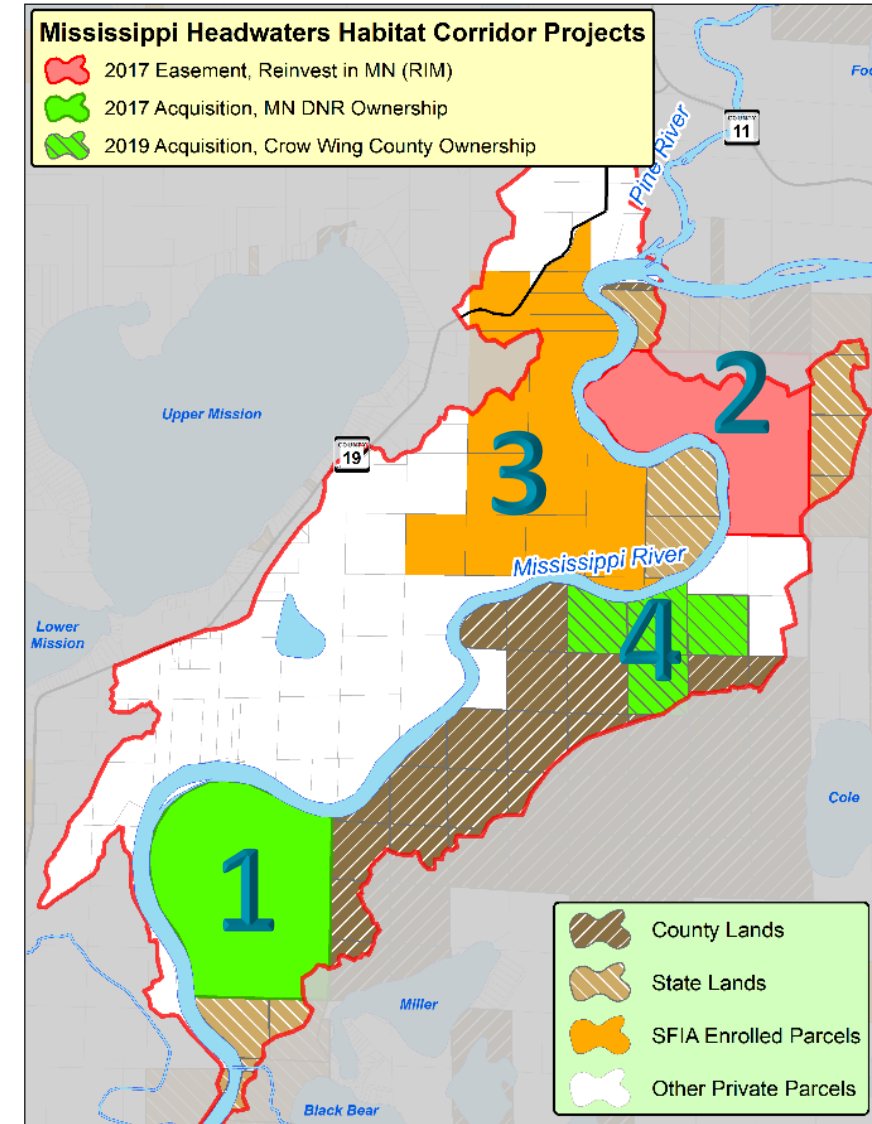 Mississippi Headwaters Habitat Corridor Projects
2017 Easement, Reinvest in MN (RIM)
2017 Acquisition, MN DNR Ownership
2019 Acquisition, Crow Wing County Ownership
COUNTY
11
Pine River
2
Upper Mission
COUNTY
19
3
Mississippi River
Lower
Mission
4
Cole
1
County Lands
State Lands
SFIA Enrolled Parcels
Other Private Parcels
Miller
Black Bear